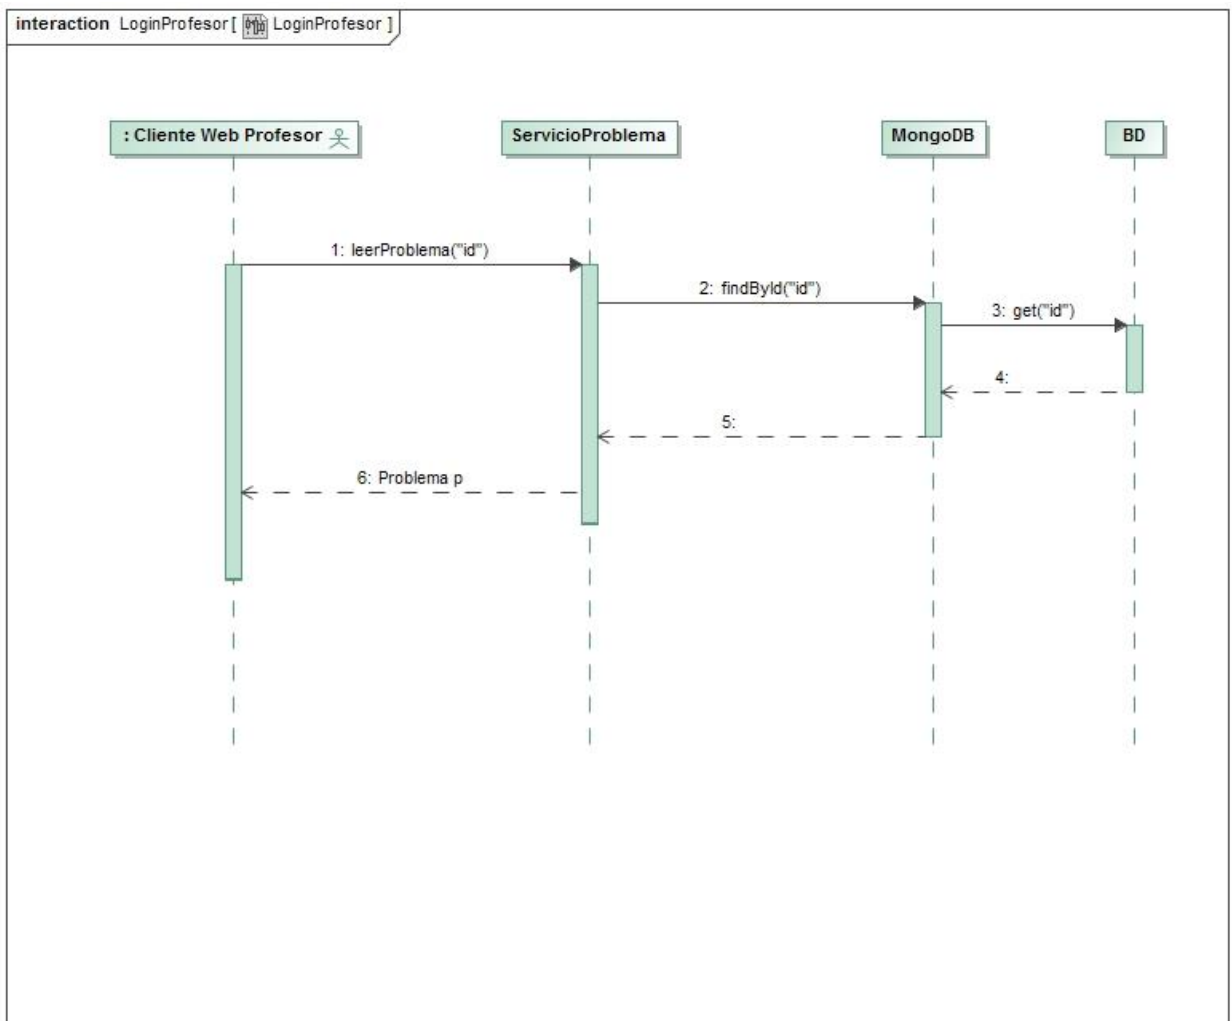 interaction LoginProfesor[ LoginProfesor ]
: Cliente Web Profesor
ServicioProblema
MongoDB
BD
1: leerProblema("id")
2: findById("id")
3: get("id")
4:
5:
6: Problema p